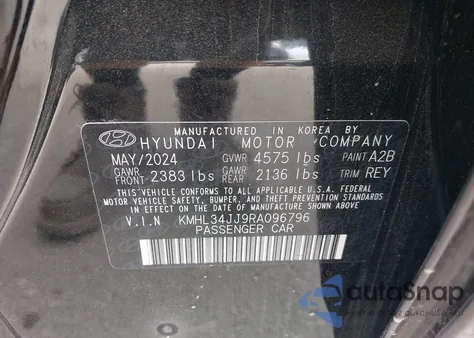 MANUFACTURED IN KOREA BY
HYUNDAI MOTOR COMPANY
MAY/2024 GVWR 4575 lbs PAINT A2B
GAWR FRONT 2383 lbs GAWR REAR 2136 lbs TRIM REY
THIS VEHICLE CONFORMS TO ALL APPLICABLE U.S.A. FEDERAL
MOTOR VEHICLE SAFETY, BUMPER, AND THEFT PREVENTION STANDARDS
IN EFFECT ON THE DATE OF MANUFACTURE SHOWN ABOVE.
V.I.N KMHL34JJ9RA096796
PASSENGER CAR
autoSnap